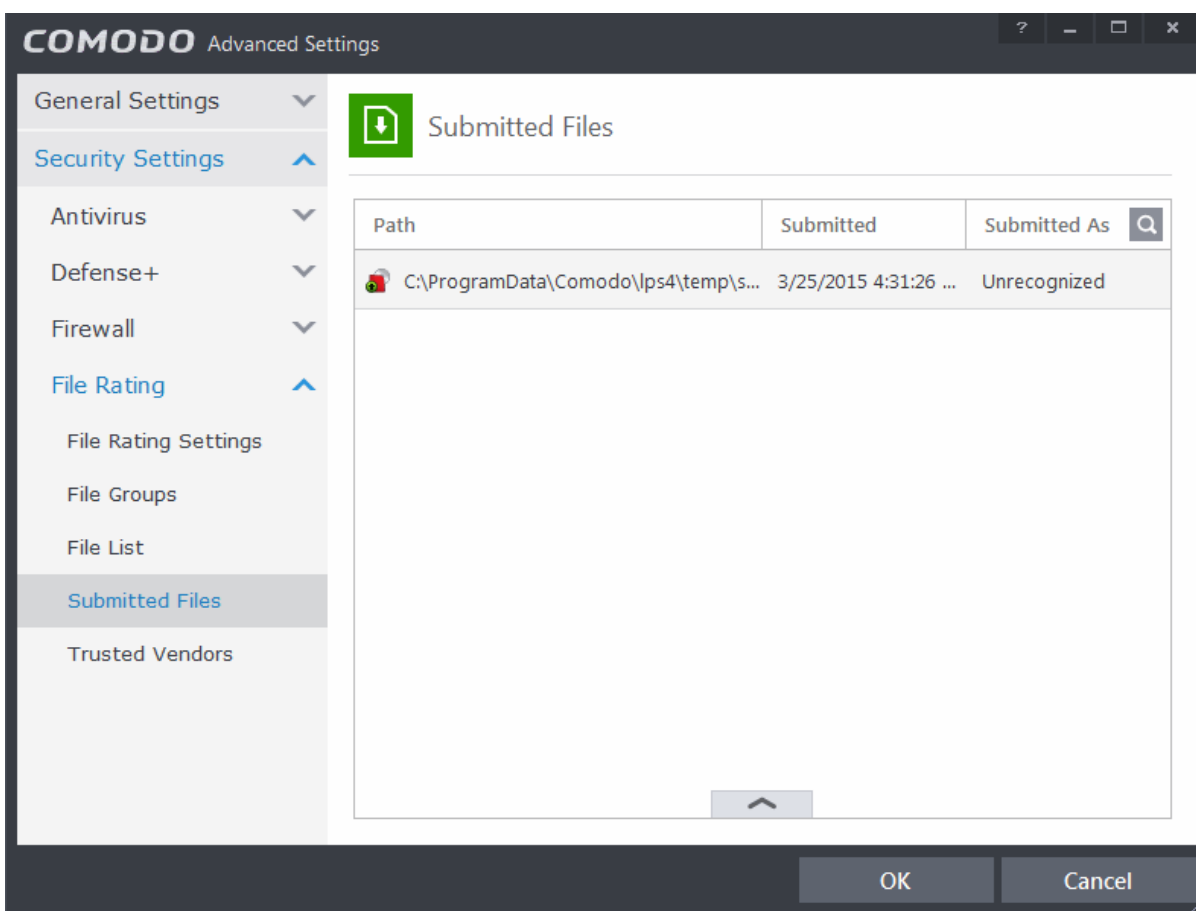 COMODO Advanced Settings
General Settings
Security Settings
Antivirus
Defense+
Firewall
File Rating
File Rating Settings
File Groups
File List
Submitted Files
Trusted Vendors
Submitted Files
Path Submitted Submitted As
C:\ProgramData\Comodo\lps4\temp\s... 3/25/2015 4:31:26 ... Unrecognized
OK Cancel